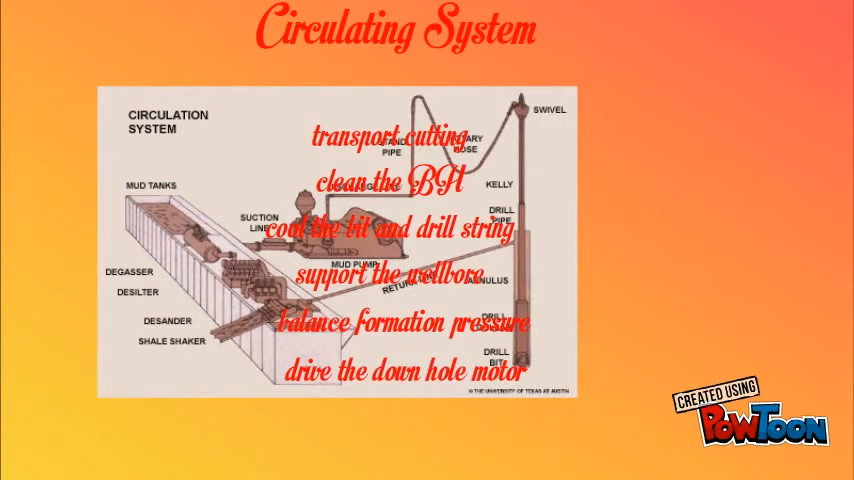 Circulating System
CIRCULATION
SYSTEM
SWIVEL
transport cutting
PIPE
clean the BH
KELLY
MUD TANKS
DRILL
SUCTION
cool the bit and drill string
MUD PUMP
support the wellbore
DEGASSER
DESILTER
balance formation pressure
DESANDER
SHALE SHAKER
DRILL
BIT
drive the down hole motor
© THE UNIVERSITY OF TEXAS AT AUSTIN
CREATED USING
POWTOON